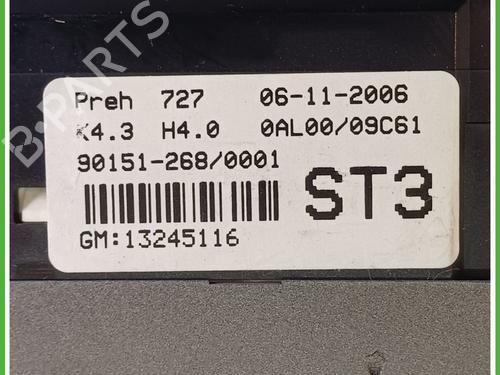 B-PARTS
Preh 727 06-11-2006
K4.3 H4.0 0AL00/09C61
90151-268/0001
ST3
GM:13245116